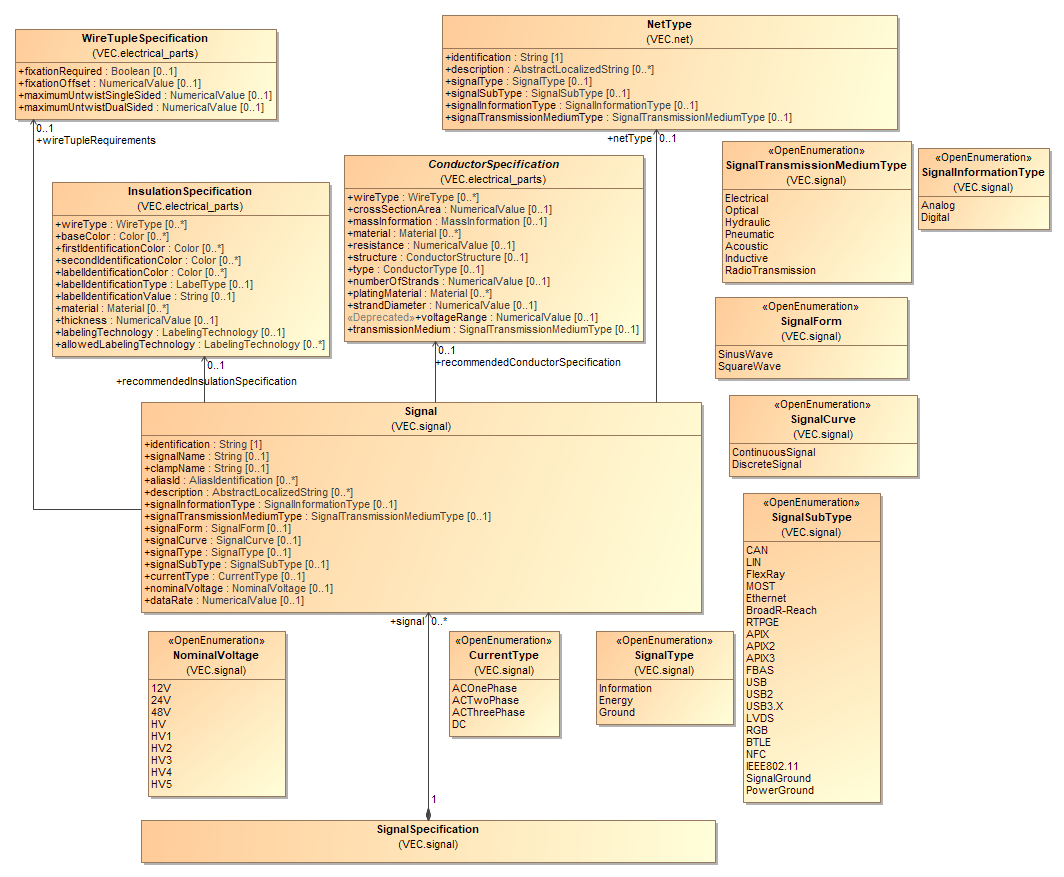 WireTupleSpecification
(VEC.electrical_parts)
+fixationRequired : Boolean [0..1]
+fixationOffset : NumericalValue [0..1]
+maximumUntwistSingleSided : NumericalValue [0..1]
+maximumUntwistDualSided : NumericalValue [0..1]
0..1
+wireTupleRequirements
NetType
(VEC.net)
+identification : String [1]
+description : AbstractLocalizedString [0..*]
+signalType : SignalType [0..1]
+signalSubType : SignalSubType [0..1]
+signalInformationType : SignalInformationType [0..1]
+signalTransmissionMediumType : SignalTransmissionMediumType [0..1]
+netType 0..1
InsulationSpecification
(VEC.electrical_parts)
+wireType : WireType [0..*]
+baseColor : Color [0..*]
+firstIdentificationColor : Color [0..*]
+secondIdentificationColor : Color [0..*]
+labelIdentificationColor : Color [0..*]
+labelIdentificationType : LabelType [0..1]
+labelIdentificationValue : String [0..1]
+material : Material [0..*]
+thickness : NumericalValue [0..1]
+labelingTechnology : LabelingTechnology [0..1]
+allowedLabelingTechnology : LabelingTechnology [0..*]
0..1
+recommendedInsulationSpecification
ConductorSpecification
(VEC.electrical_parts)
+wireType : WireType [0..*]
+crossSectionArea : NumericalValue [0..1]
+massInformation : MassInformation [0..1]
+material : Material [0..*]
+resistance : NumericalValue [0..1]
+structure : ConductorStructure [0..1]
+type : ConductorType [0..1]
+numberOfStrands : NumericalValue [0..1]
+platingMaterial : Material [0..*]
+strandDiameter : NumericalValue [0..1]
«Deprecated»+voltageRange : NumericalValue [0..1]
+transmissionMedium : SignalTransmissionMediumType [0..1]
0..1
+recommendedConductorSpecification
«OpenEnumeration»
SignalTransmissionMediumType
(VEC.signal)
Electrical
Optical
Hydraulic
Pneumatic
Acoustic
Inductive
RadioTransmission
«OpenEnumeration»
SignalInformationType
(VEC.signal)
Analog
Digital
«OpenEnumeration»
SignalForm
(VEC.signal)
SinusWave
SquareWave
«OpenEnumeration»
SignalCurve
(VEC.signal)
ContinuousSignal
DiscreteSignal
Signal
(VEC.signal)
+identification : String [1]
+signalName : String [0..1]
+clampName : String [0..1]
+aliasId : AliasIdentification [0..*]
+description : AbstractLocalizedString [0..*]
+signalInformationType : SignalInformationType [0..1]
+signalTransmissionMediumType : SignalTransmissionMediumType [0..1]
+signalForm : SignalForm [0..1]
+signalCurve : SignalCurve [0..1]
+signalType : SignalType [0..1]
+signalSubType : SignalSubType [0..1]
+currentType : CurrentType [0..1]
+nominalVoltage : NominalVoltage [0..1]
+dataRate : NumericalValue [0..1]
+signal 0..*
«OpenEnumeration»
SignalSubType
(VEC.signal)
CAN
LIN
FlexRay
MOST
Ethernet
BroadR-Reach
RTPGE
APIX
APIX2
APIX3
FBAS
USB
USB2
USB3.X
LVDS
RGB
BTLE
NFC
IEEE802.11
SignalGround
PowerGround
«OpenEnumeration»
NominalVoltage
(VEC.signal)
12V
24V
48V
HV
HV1
HV2
HV3
HV4
HV5
«OpenEnumeration»
CurrentType
(VEC.signal)
ACOnePhase
ACTwoPhase
ACThreePhase
DC
«OpenEnumeration»
SignalType
(VEC.signal)
Information
Energy
Ground
1
SignalSpecification
(VEC.signal)